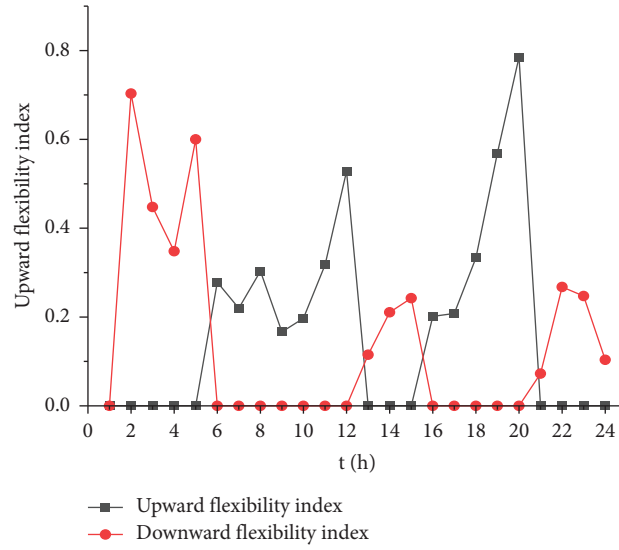 0.8
0.6
0.4
0.2
0.0
Upward flexibility index
0 2 4 6 8 10 12 14 16 18 20 22 24
t (h)
Upward flexibility index
Downward flexibility index